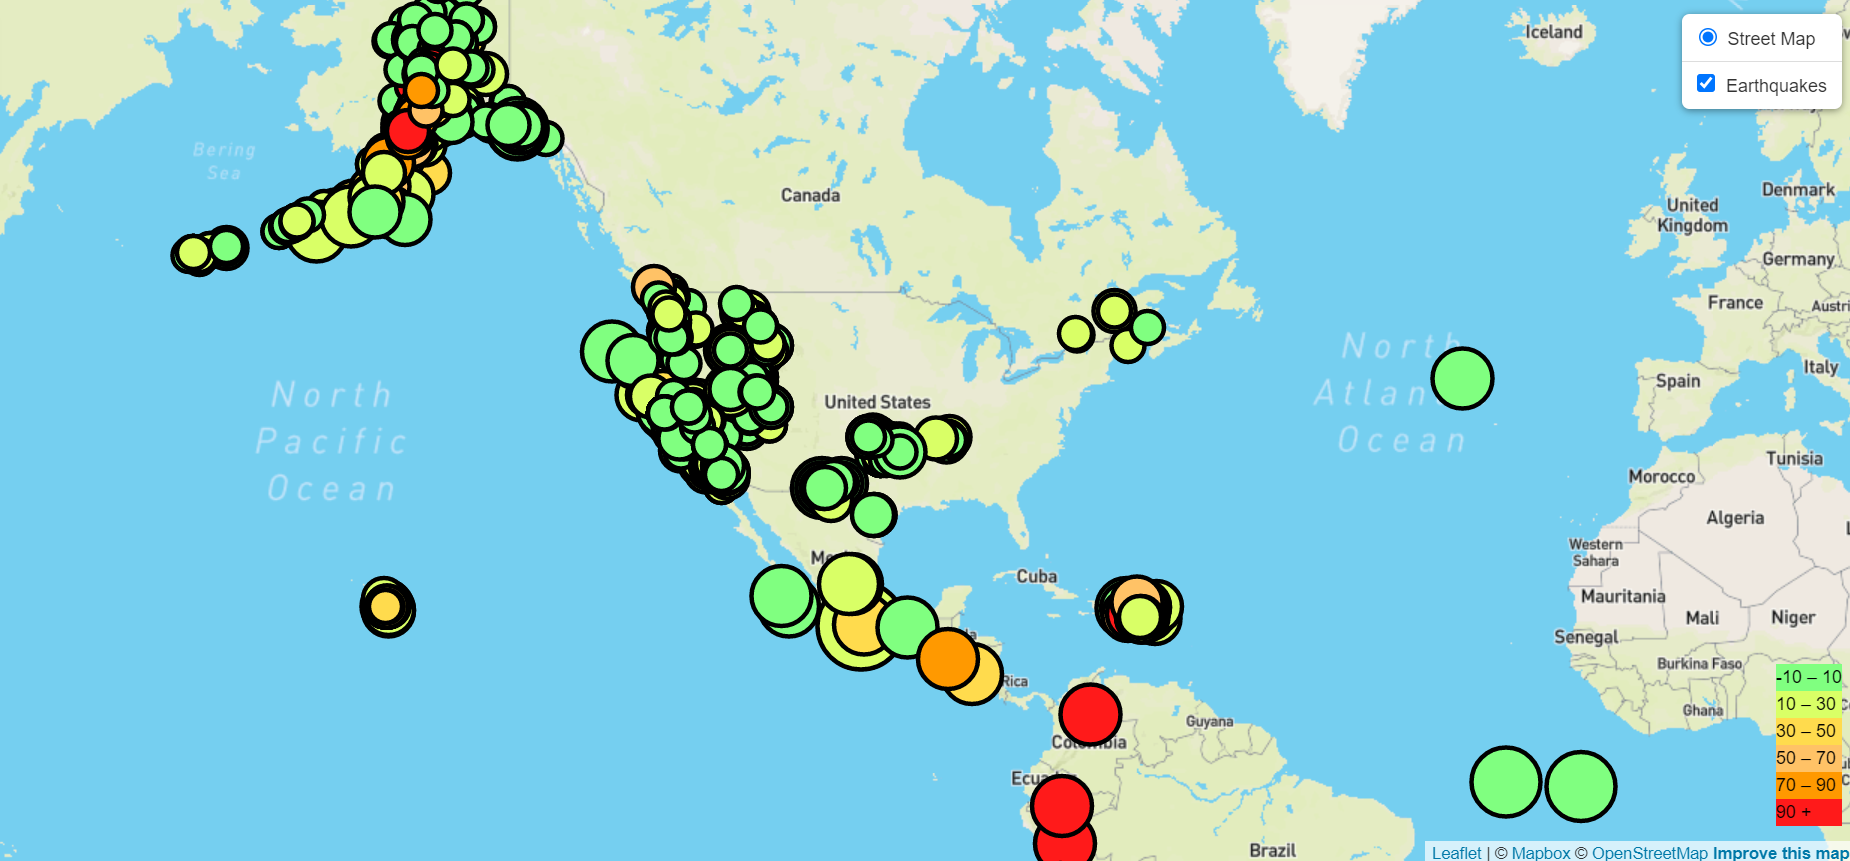 Iceland
Street Map
Earthquakes
Bering
Sea
Canada
Denmark
United
Kingdom
Germany
France
Austri
North
Atlan
Ocean
Italy
Spain
North
Pacific
Ocean
United States
Tunisia
Morocco
Algeria
Western
Sahara
Me
Cuba
Mauritania
Mali
Niger
Senegal
Burkina Faso
la
Rica
Ghana
Guyana
Colombia
Ecua
Brazil
-10 – 10
10 – 30
30 – 50
50 – 70
70 – 90
90 +
Leaflet | © Mapbox © OpenStreetMap Improve this map